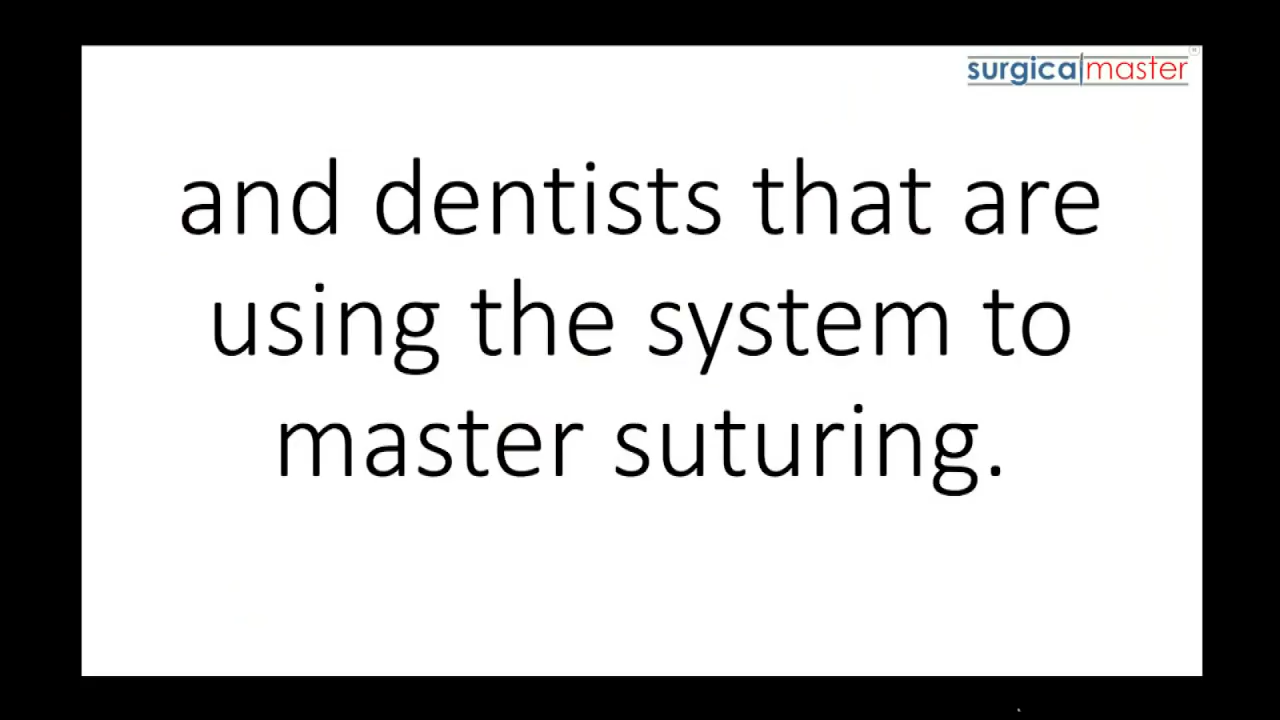 surgicalmaster
and dentists that are
using the system to
master suturing.